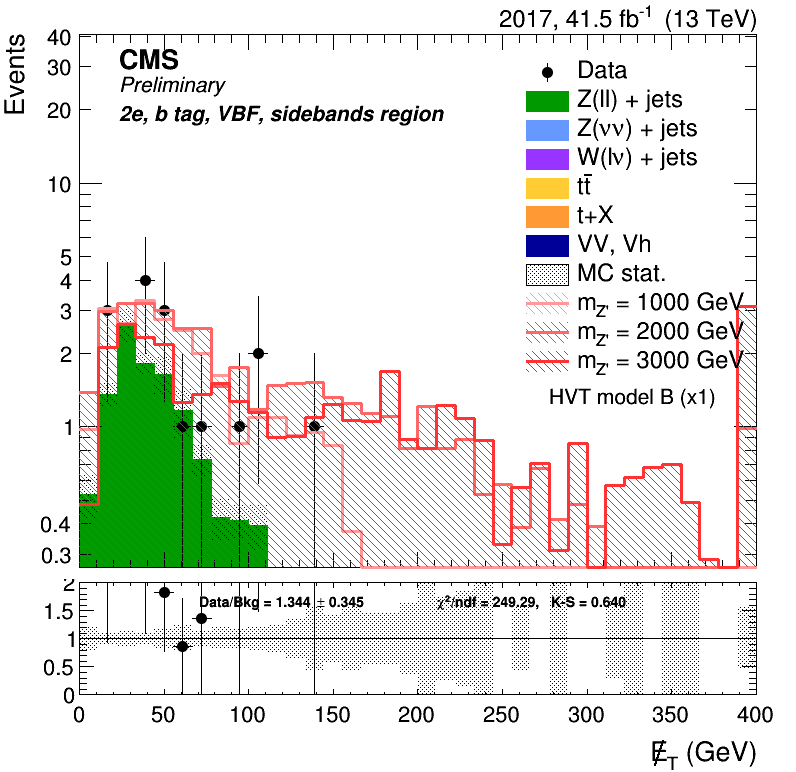 2017, 41.5 fb⁻¹ (13 TeV)
Events
CMS
Preliminary
2e, b tag, VBF, sidebands region
Data
Z(ll) + jets
Z(νν) + jets
W(lν) + jets
tt̄
t+X
VV, Vh
MC stat.
m_Z' = 1000 GeV
m_Z' = 2000 GeV
m_Z' = 3000 GeV
HVT model B (x1)
40
30
20
10
5
4
3
2
1
0.4
0.3
Data/Bkg = 1.344 ± 0.345 χ²/ndf = 249.29, K-S = 0.640
2
1.5
1
0.5
0
0 50 100 150 200 250 300 350 400
E̸_T (GeV)